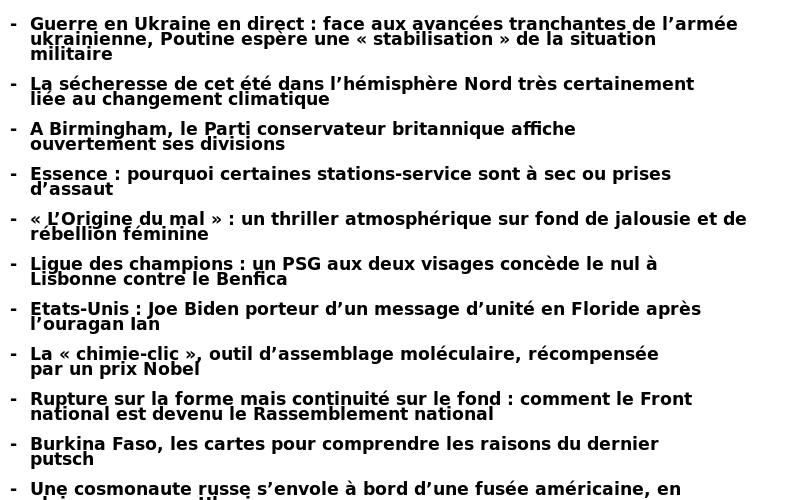 - Guerre en Ukraine en direct : face aux avancées tranchantes de l’armée
ukrainienne, Poutine espère une « stabilisation » de la situation
militaire
- La sécheresse de cet été dans l’hémisphère Nord très certainement
liée au changement climatique
- A Birmingham, le Parti conservateur britannique affiche
ouvertement ses divisions
- Essence : pourquoi certaines stations-service sont à sec ou prises
d’assaut
- « L’Origine du mal » : un thriller atmosphérique sur fond de jalousie et de
rébellion féminine
- Ligue des champions : un PSG aux deux visages concède le nul à
Lisbonne contre le Benfica
- Etats-Unis : Joe Biden porteur d’un message d’unité en Floride après
l’ouragan Ian
- La « chimie-clic », outil d’assemblage moléculaire, récompensée
par un prix Nobel
- Rupture sur la forme mais continuité sur le fond : comment le Front
national est devenu le Rassemblement national
- Burkina Faso, les cartes pour comprendre les raisons du dernier
putsch
- Une cosmonaute russe s’envole à bord d’une fusée américaine, en